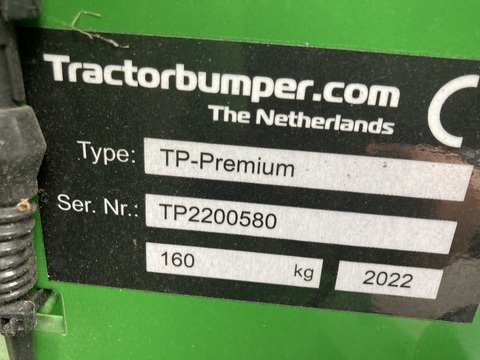 Tractorbumper.com
The Netherlands
Type: TP-Premium
Ser. Nr.: TP2200580
160 kg 2022